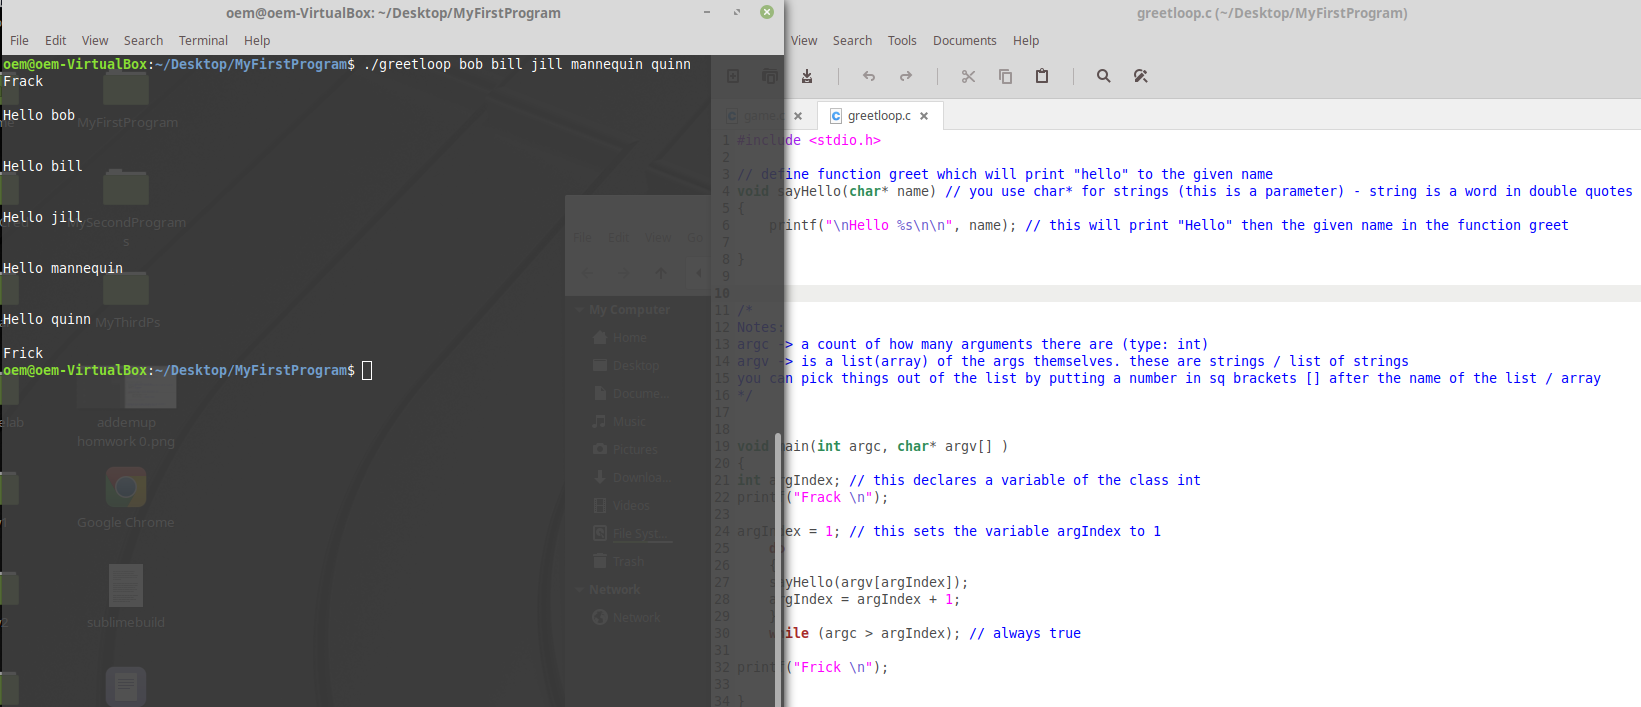 oem@oem-VirtualBox: ~/Desktop/MyFirstProgram
File Edit View Search Terminal Help
oem@oem-VirtualBox:~/Desktop/MyFirstProgram$ ./greetloop bob bill jill mannequin quinn
Frack
Hello bob
Hello bill
Hello jill
Hello mannequin
Hello quinn
Frick
oem@oem-VirtualBox:~/Desktop/MyFirstProgram$
MyFirstProgram
MySecondProgram
s
MyThirdPs
elab
addemup
homwork 0.png
Google Chrome
sublimebuild
File Edit View Go
My Computer
Home
Desktop
Docume...
Music
Pictures
Downloa...
Videos
File Syst...
Trash
Network
Network
greetloop.c (~/Desktop/MyFirstProgram)
View Search Tools Documents Help
game.c greetloop.c
1 #include <stdio.h>
2
3 // define function greet which will print "hello" to the given name
4 void sayHello(char* name) // you use char* for strings (this is a parameter) - string is a word in double quotes
5 {
6 printf("\nHello %s\n\n", name); // this will print "Hello" then the given name in the function greet
7
8 }
9
10
11 /*
12 Notes:
13 argc -> a count of how many arguments there are (type: int)
14 argv -> is a list(array) of the args themselves. these are strings / list of strings
15 you can pick things out of the list by putting a number in sq brackets [] after the name of the list / array
16 */
17
18
19 void main(int argc, char* argv[] )
20 {
21 int argIndex; // this declares a variable of the class int
22 printf("Frack \n");
23
24 argIndex = 1; // this sets the variable argIndex to 1
25 do
26 {
27 sayHello(argv[argIndex]);
28 argIndex = argIndex + 1;
29 }
30 while (argc > argIndex); // always true
31
32 printf("Frick \n");
33
34 }